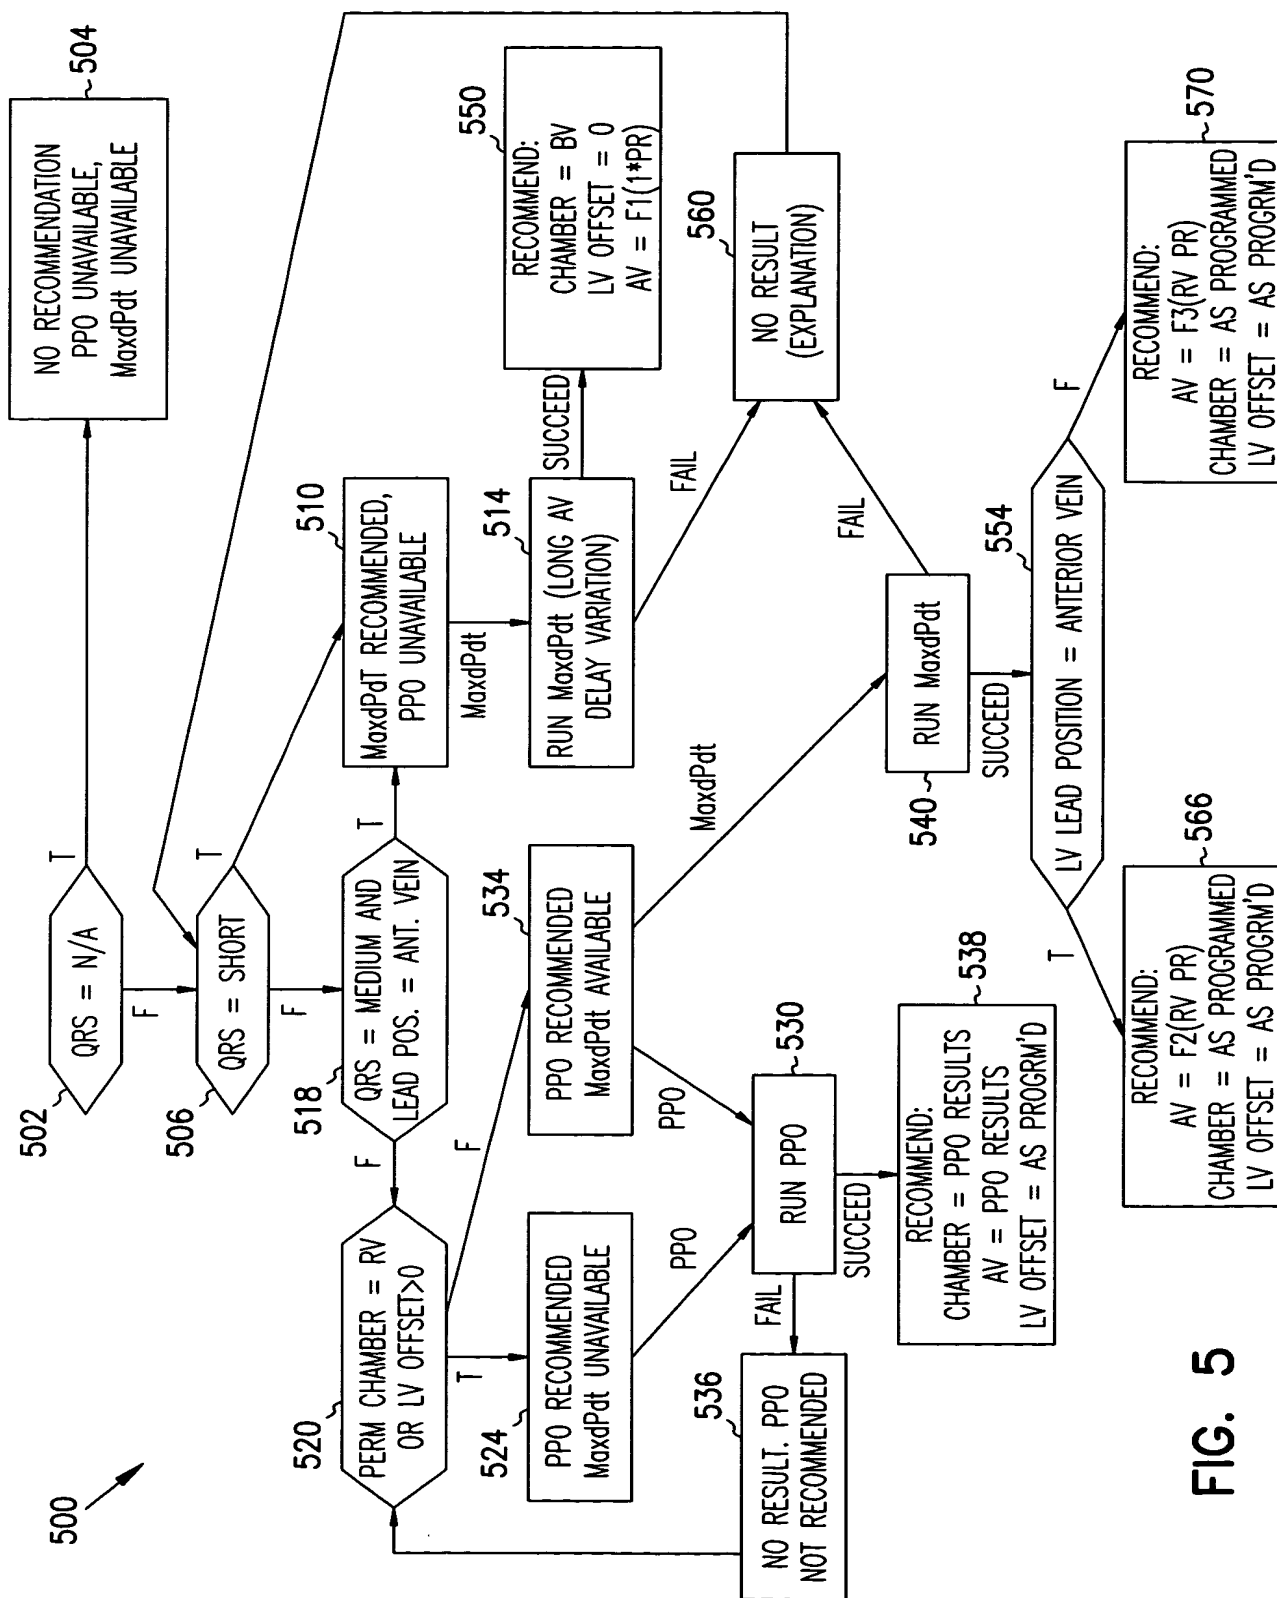 500
502
QRS = N/A
T
F
504
NO RECOMMENDATION
PPO UNAVAILABLE,
MaxdPdt UNAVAILABLE
506
QRS = SHORT
T
F
518
QRS = MEDIUM AND
LEAD POS. = ANT. VEIN
T
F
510
MaxdPdT RECOMMENDED,
PPO UNAVAILABLE
MaxdPdt
520
PERM CHAMBER = RV
OR LV OFFSET>0
T
F
514
RUN MaxdPdt (LONG AV
DELAY VARIATION)
SUCCEED
FAIL
550
RECOMMEND:
CHAMBER = BV
LV OFFSET = 0
AV = F1(1*PR)
524
PPO RECOMMENDED
MaxdPdt UNAVAILABLE
PPO
534
PPO RECOMMENDED
MaxdPdt AVAILABLE
PPO
MaxdPdt
536
NO RESULT. PPO
NOT RECOMMENDED
530
RUN PPO
FAIL
SUCCEED
560
NO RESULT
(EXPLANATION)
538
RECOMMEND:
CHAMBER = PPO RESULTS
AV = PPO RESULTS
LV OFFSET = AS PROGRM'D
540
RUN MaxdPdt
FAIL
SUCCEED
554
LV LEAD POSITION = ANTERIOR VEIN
T
F
566
RECOMMEND:
AV = F2(RV PR)
CHAMBER = AS PROGRAMMED
LV OFFSET = AS PROGRM'D
570
RECOMMEND:
AV = F3(RV PR)
CHAMBER = AS PROGRAMMED
LV OFFSET = AS PROGRM'D
FIG. 5